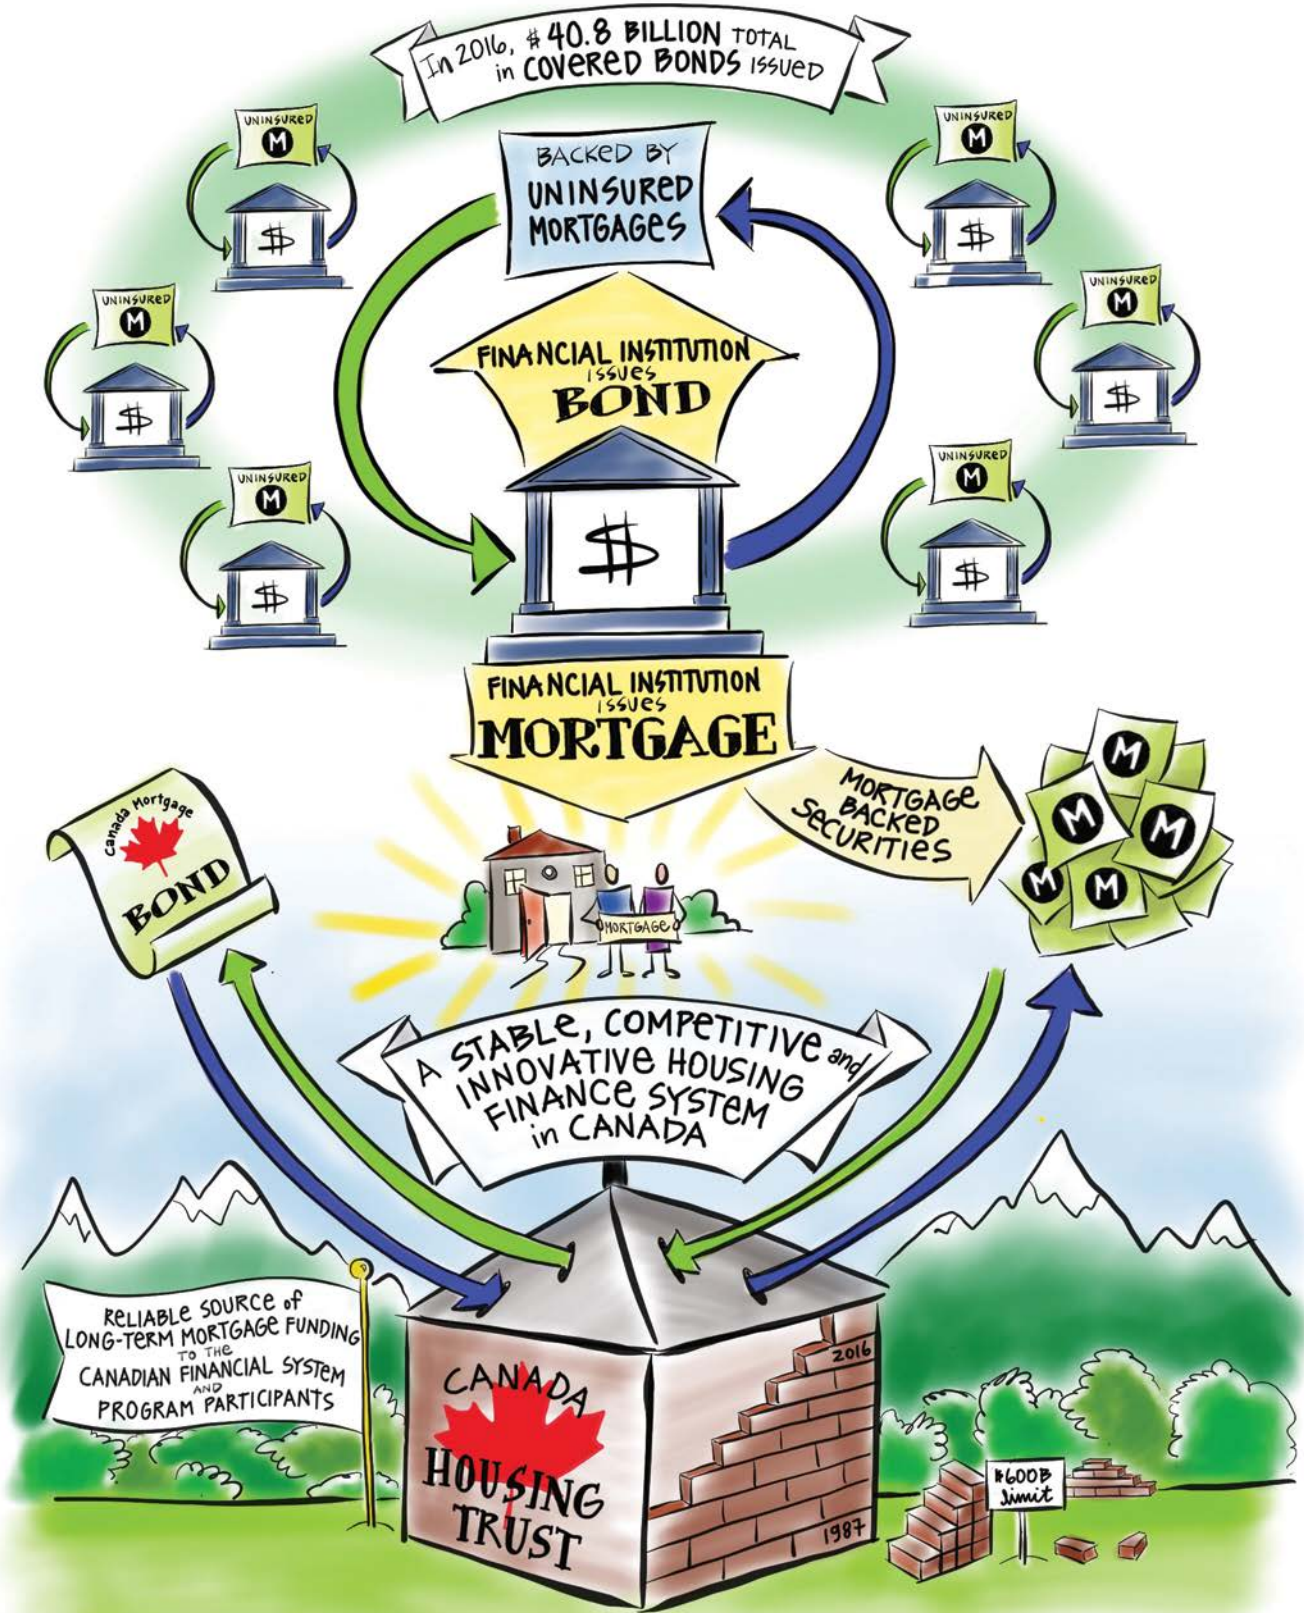 In 2016, $40.8 BILLION TOTAL
in COVERED BONDS ISSUED
UNINSURED
M
$
UNINSURED
M
$
BACKED BY
UNINSURED
MORTGAGES
UNINSURED
M
$
UNINSURED
M
$
FINANCIAL INSTITUTION
ISSUES
BOND
$
UNINSURED
M
$
UNINSURED
M
$
FINANCIAL INSTITUTION
ISSUES
MORTGAGE
MORTGAGE
BACKED
SECURITIES
M
M
M
M
M
Canada Mortgage
BOND
MORTGAGE
A STABLE, COMPETITIVE and
INNOVATIVE HOUSING
FINANCE SYSTEM
in CANADA
RELIABLE SOURCE of
LONG-TERM MORTGAGE FUNDING
TO THE
CANADIAN FINANCIAL SYSTEM
AND
PROGRAM PARTICIPANTS
CANADA
HOUSING
TRUST
2016
1987
$600B
limit